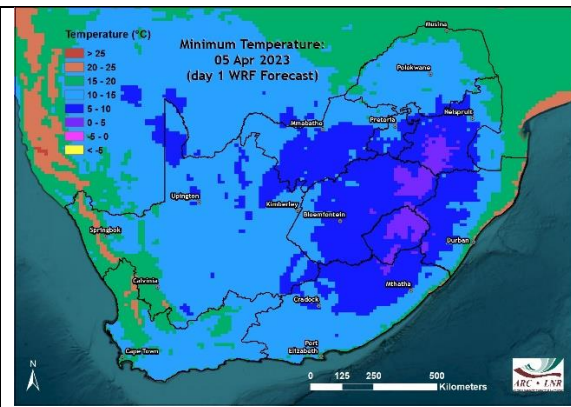 Temperature (°C)
> 25
20 - 25
15 - 20
10 - 15
5 - 10
0 - 5
-5 - 0
< -5
Minimum Temperature:
05 Apr 2023
(day 1 WRF Forecast)
Musina
Polokwane
Nelspruit
Pretoria
Mmabatho
Upington
Kimberley
Bloemfontein
Springbok
Durban
Calvinia
Mthatha
Cradock
Port
Elizabeth
Cape Town
N
0 125 250 500
Kilometers
ARC • LNR